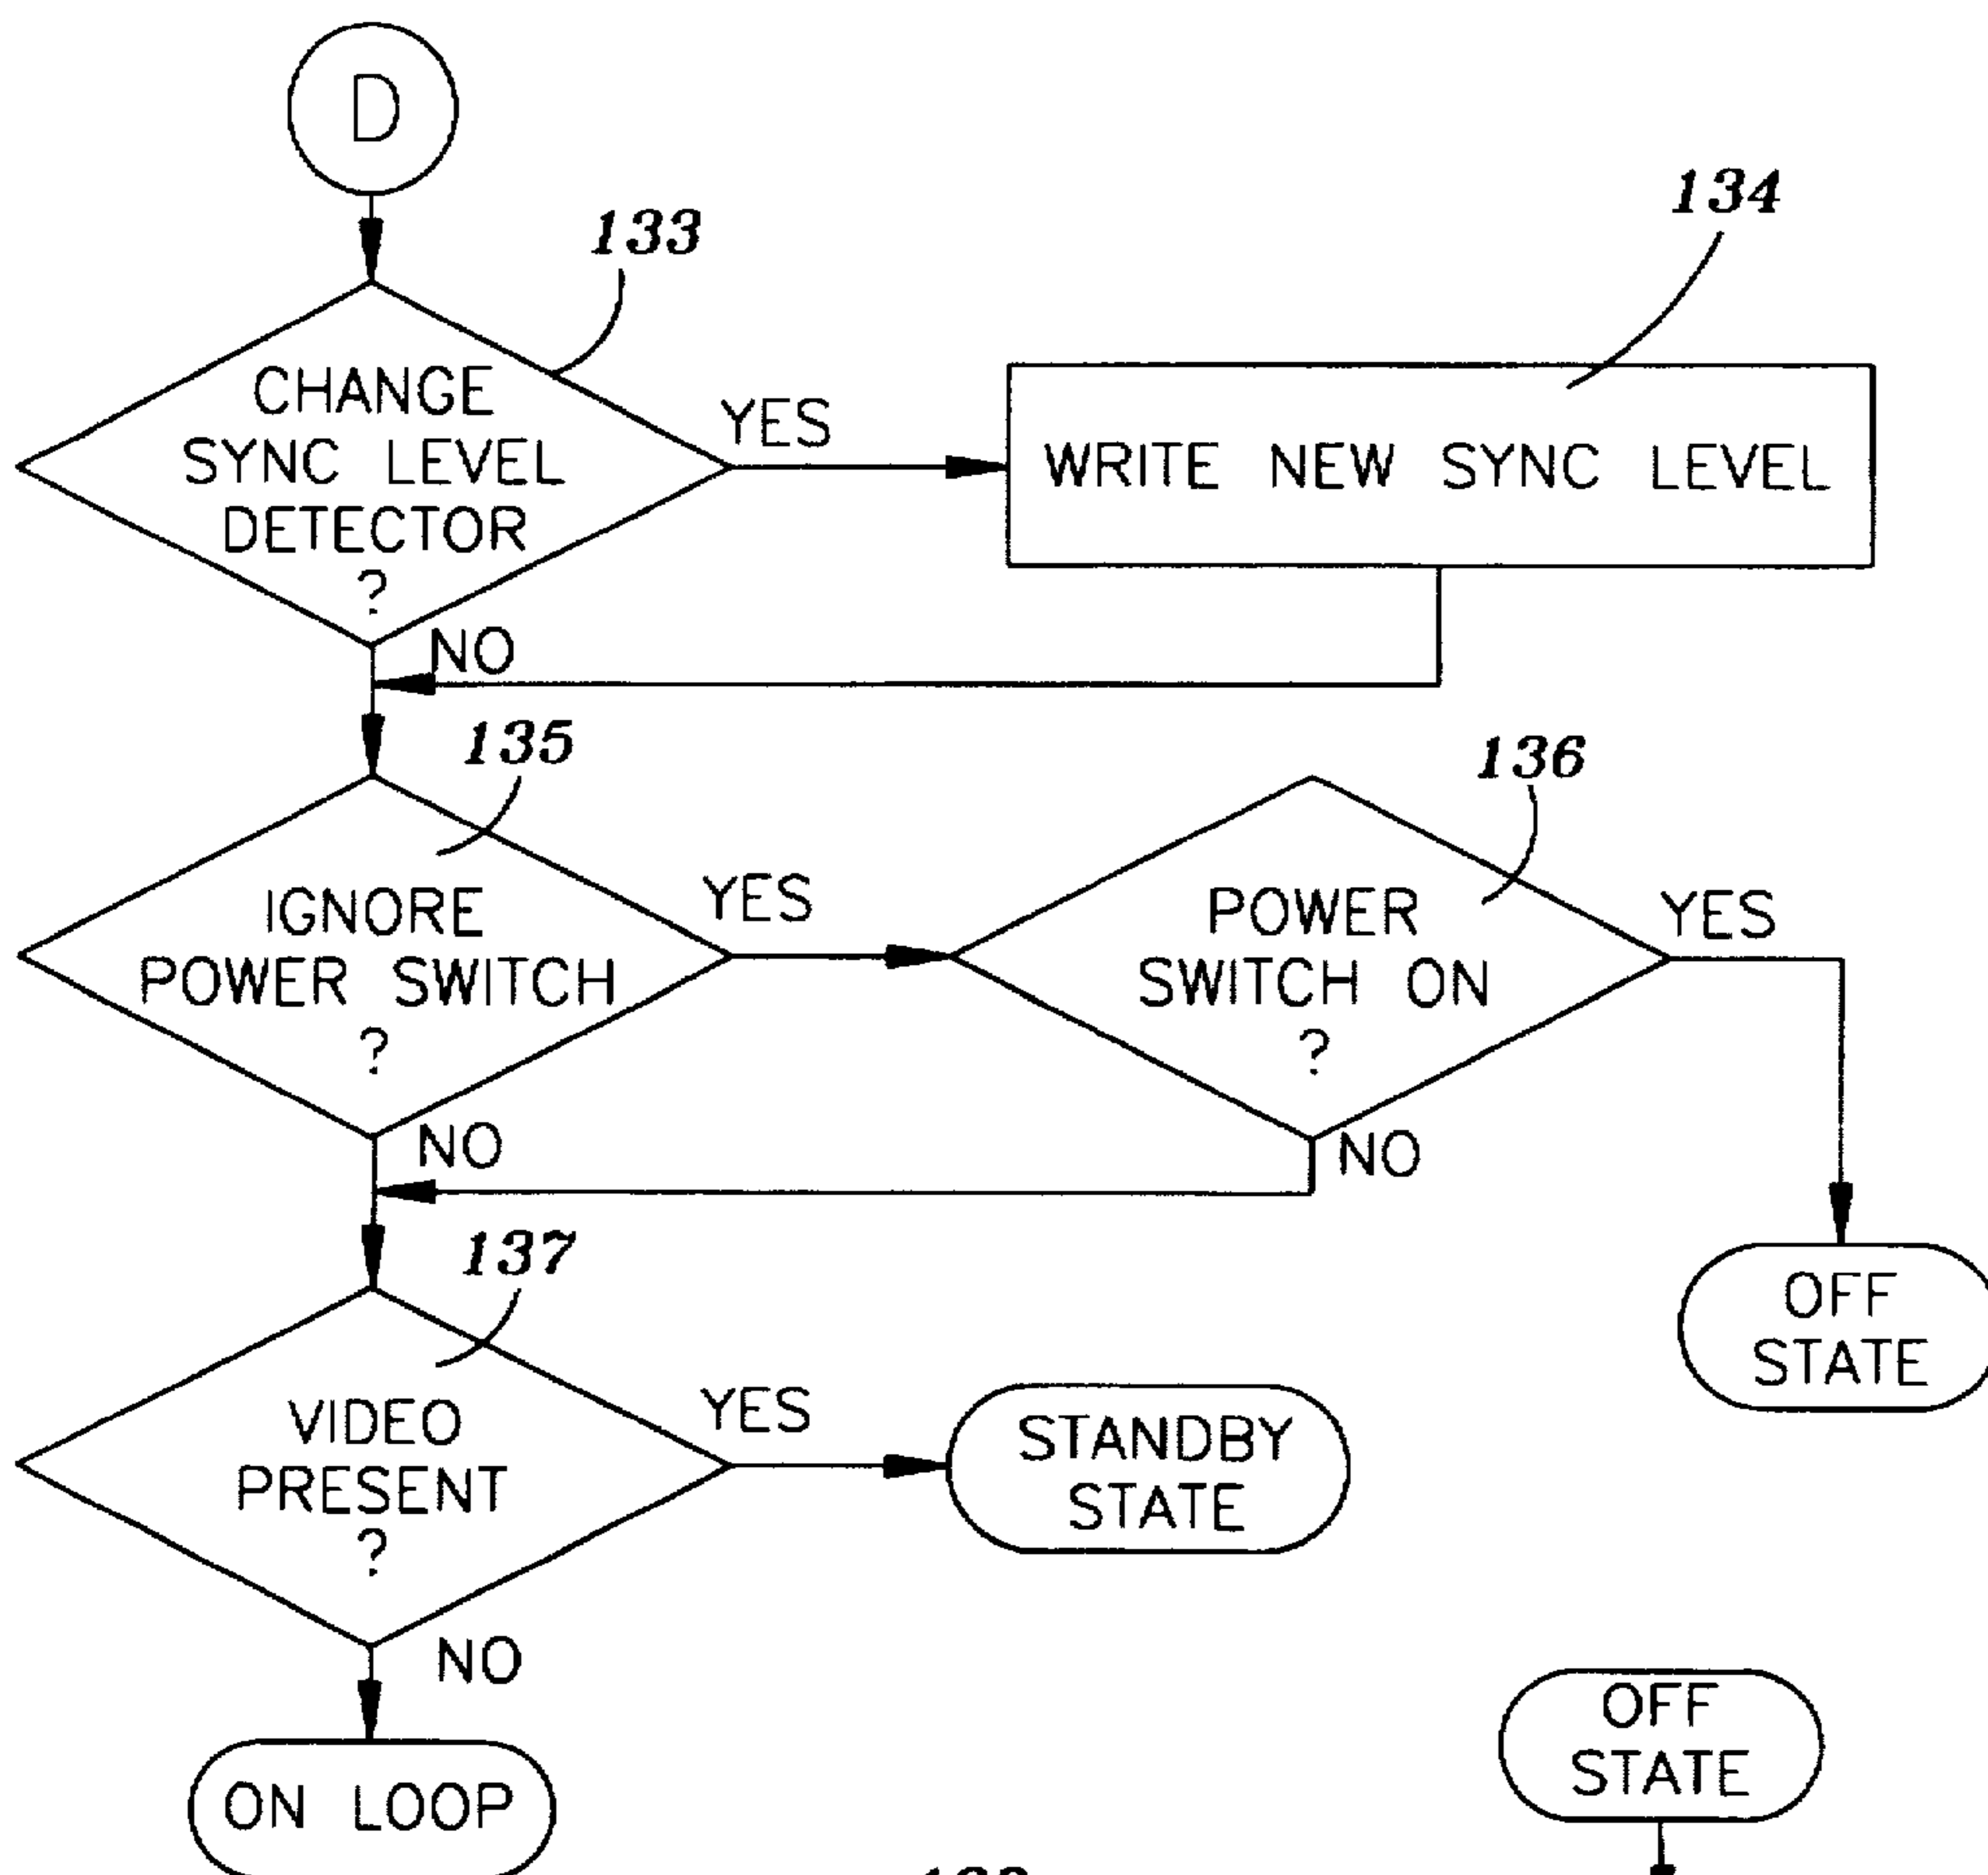 D
133
134
CHANGE
SYNC LEVEL
DETECTOR
?
YES
WRITE NEW SYNC LEVEL
NO
135
136
IGNORE
POWER SWITCH
?
YES
POWER
SWITCH ON
?
YES
NO
NO
137
OFF
STATE
VIDEO
PRESENT
?
YES
STANDBY
STATE
NO
ON LOOP
OFF
STATE